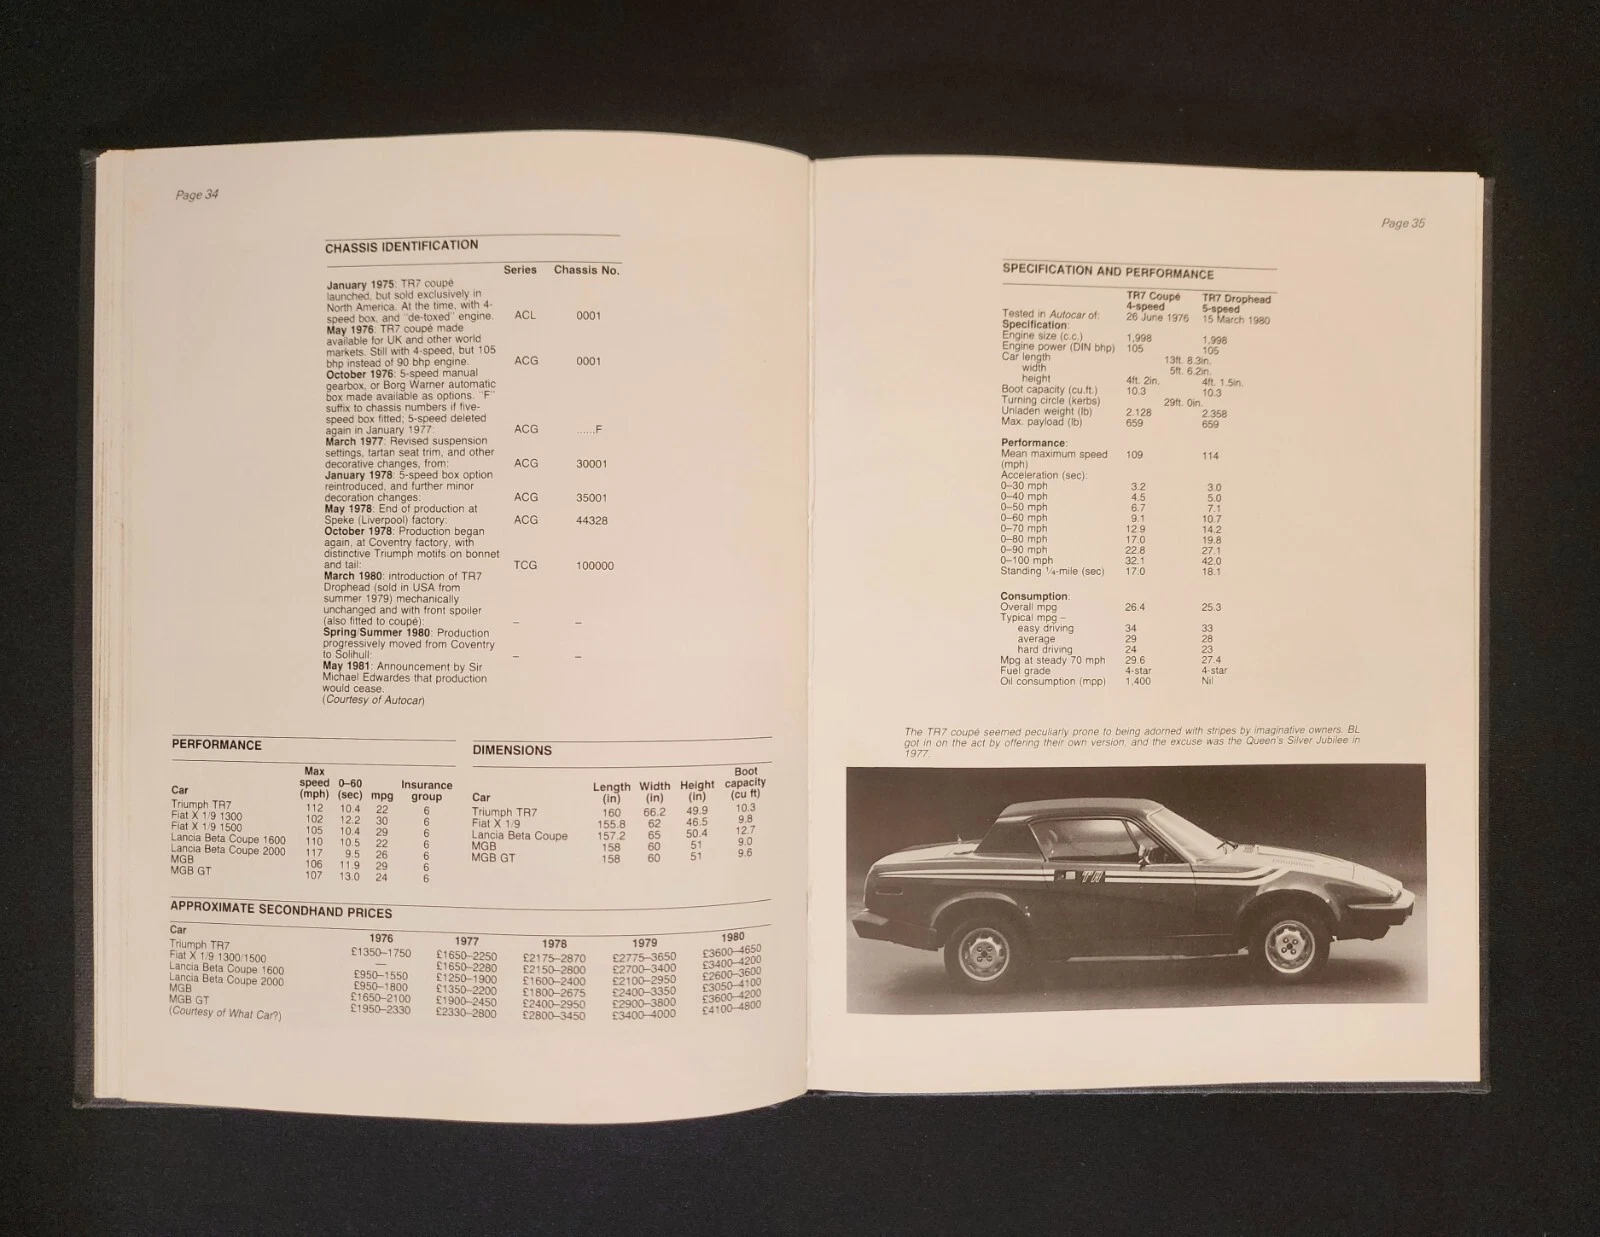 Page 34
CHASSIS IDENTIFICATION
Series Chassis No.
January 1975: TR7 coupé
launched, but sold exclusively in
North America. At the time, with 4-
speed box, and "de-toxed" engine. ACL 0001
May 1976: TR7 coupé made
available for UK and other world
markets. Still with 4-speed, but 105
bhp instead of 90 bhp engine. ACG 0001
October 1976: 5-speed manual
gearbox, or Borg Warner automatic
box made available as options. "F"
suffix to chassis numbers if five-
speed box fitted; 5-speed deleted
again in January 1977: ACG ......F
March 1977: Revised suspension
settings, tartan seat trim, and other
decorative changes, from: ACG 30001
January 1978: 5-speed box option
reintroduced, and further minor
decoration changes: ACG 35001
May 1978: End of production at
Speke (Liverpool) factory: ACG 44328
October 1978: Production began
again, at Coventry factory, with
distinctive Triumph motifs on bonnet
and tail: TCG 100000
March 1980: introduction of TR7
Drophead (sold in USA from
summer 1979) mechanically
unchanged and with front spoiler
(also fitted to coupé): – –
Spring/Summer 1980: Production
progressively moved from Coventry
to Solihull: – –
May 1981: Announcement by Sir
Michael Edwardes that production
would cease.
(Courtesy of Autocar)
PERFORMANCE
Max
speed 0–60 Insurance
Car (mph) (sec) mpg group
Triumph TR7 112 10.4 22 6
Fiat X 1/9 1300 102 12.2 30 6
Fiat X 1/9 1500 105 10.4 29 6
Lancia Beta Coupe 1600 110 10.5 22 6
Lancia Beta Coupe 2000 117 9.5 26 6
MGB 106 11.9 29 6
MGB GT 107 13.0 24 6
DIMENSIONS
Boot
Length Width Height capacity
Car (in) (in) (in) (cu ft)
Triumph TR7 160 66.2 49.9 10.3
Fiat X 1/9 155.8 62 46.5 9.8
Lancia Beta Coupe 157.2 65 50.4 12.7
MGB 158 60 51 9.0
MGB GT 158 60 51 9.6
APPROXIMATE SECONDHAND PRICES
Car 1976 1977 1978 1979 1980
Triumph TR7 £1350–1750 £1650–2250 £2175–2870 £2775–3650 £3600–4650
Fiat X 1/9 1300/1500 — £1650–2280 £2150–2800 £2700–3400 £3400–4200
Lancia Beta Coupe 1600 £950–1550 £1250–1900 £1600–2400 £2100–2950 £2600–3600
Lancia Beta Coupe 2000 £950–1800 £1350–2200 £1800–2675 £2400–3350 £3050–4100
MGB £1650–2100 £1900–2450 £2400–2950 £2900–3800 £3600–4200
MGB GT £1950–2330 £2330–2800 £2800–3450 £3400–4000 £4100–4800
(Courtesy of What Car?)
Page 35
SPECIFICATION AND PERFORMANCE
TR7 Coupé TR7 Drophead
4-speed 5-speed
Tested in Autocar of: 26 June 1976 15 March 1980
Specification:
Engine size (c.c.) 1,998 1,998
Engine power (DIN bhp) 105 105
Car length 13ft. 8.3in.
width 5ft. 6.2in.
height 4ft. 2in. 4ft. 1.5in.
Boot capacity (cu.ft.) 10.3 10.3
Turning circle (kerbs) 29ft. 0in.
Unladen weight (lb) 2.128 2.358
Max. payload (lb) 659 659
Performance:
Mean maximum speed 109 114
(mph)
Acceleration (sec):
0–30 mph 3.2 3.0
0–40 mph 4.5 5.0
0–50 mph 6.7 7.1
0–60 mph 9.1 10.7
0–70 mph 12.9 14.2
0–80 mph 17.0 19.8
0–90 mph 22.8 27.1
0–100 mph 32.1 42.0
Standing ¼-mile (sec) 17.0 18.1
Consumption:
Overall mpg 26.4 25.3
Typical mpg –
easy driving 34 33
average 29 28
hard driving 24 23
Mpg at steady 70 mph 29.6 27.4
Fuel grade 4-star 4-star
Oil consumption (mpp) 1,400 Nil
The TR7 coupé seemed peculiarly prone to being adorned with stripes by imaginative owners. BL
got in on the act by offering their own version, and the excuse was the Queen's Silver Jubilee in
1977.
TR